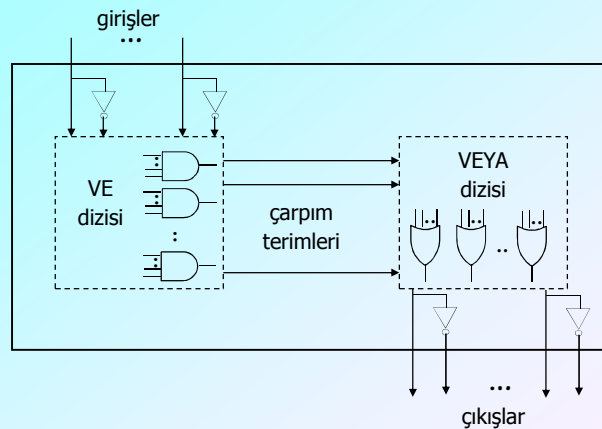 girişler
...
VE
dizisi
:
çarpım
terimleri
VEYA
dizisi
..
...
çıkışlar